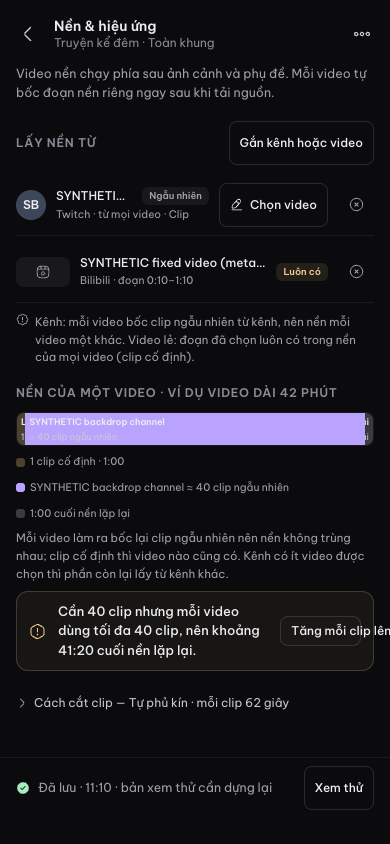 Nền & hiệu ứng
Truyện kể đêm · Toàn khung
Video nền chạy phía sau ảnh cảnh và phụ đề. Mỗi video tự
bốc đoạn nền riêng ngay sau khi tải nguồn.
LẤY NỀN TỪ
Gắn kênh hoặc video
SB
SYNTHETI...
Ngẫu nhiên
Twitch · từ mọi video · Clip
Chọn video
SYNTHETIC fixed video (meta...
Bilibili · đoạn 0:10–1:10
Luôn có
Kênh: mỗi video bốc clip ngẫu nhiên từ kênh, nên nền mỗi
video một khác. Video lẻ: đoạn đã chọn luôn có trong nền
của mọi video (clip cố định).
NỀN CỦA MỘT VIDEO · VÍ DỤ VIDEO DÀI 42 PHÚT
SYNTHETIC backdrop channel
≈ 40 clip ngẫu nhiên
1 clip cố định · 1:00
SYNTHETIC backdrop channel ≈ 40 clip ngẫu nhiên
1:00 cuối nền lặp lại
Mỗi video làm ra bốc lại clip ngẫu nhiên nên nền không trùng
nhau; clip cố định thì video nào cũng có. Kênh có ít video được
chọn thì phần còn lại lấy từ kênh khác.
Cần 40 clip nhưng mỗi video
dùng tối đa 40 clip, nên khoảng
41:20 cuối nền lặp lại.
Tăng mỗi clip lên
Cách cắt clip — Tự phủ kín · mỗi clip 62 giây
Đã lưu · 11:10 · bản xem thử cần dựng lại
Xem thử